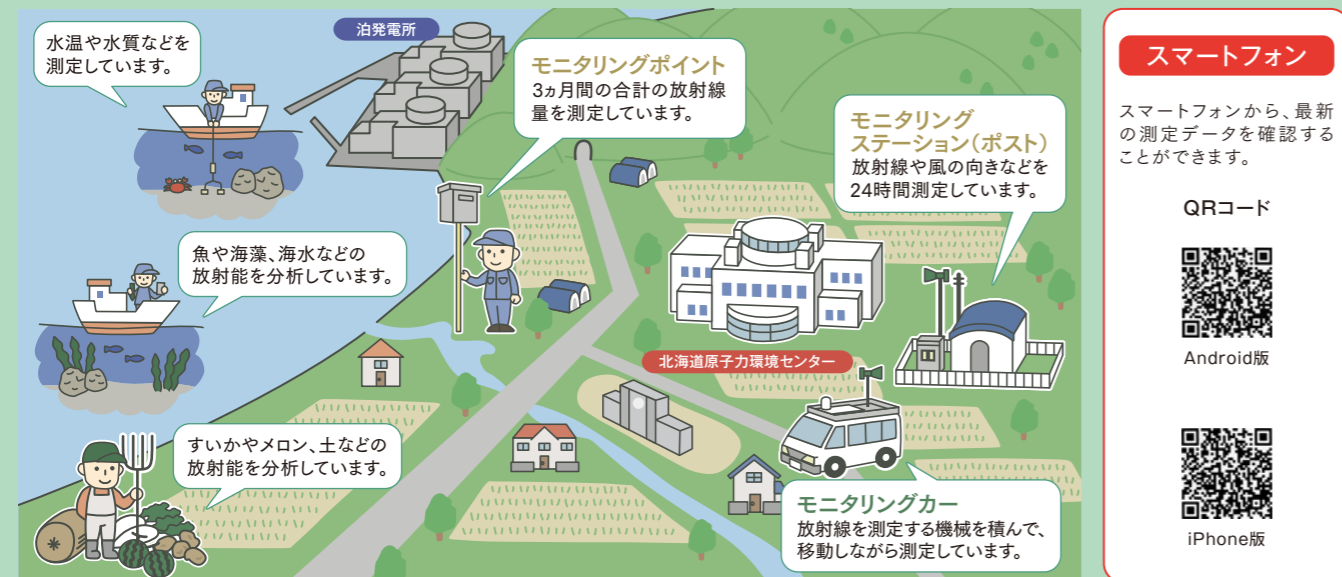 水温や水質などを
測定しています。
泊発電所
モニタリングポイント
3ヵ月間の合計の放射線
量を測定しています。
モニタリング
ステーション(ポスト)
放射線や風の向きなどを
24時間測定しています。
魚や海藻、海水などの
放射能を分析しています。
北海道原子力環境センター
すいかやメロン、土などの
放射能を分析しています。
モニタリングカー
放射線を測定する機械を積んで、
移動しながら測定しています。
スマートフォン
スマートフォンから、最新
の測定データを確認する
ことができます。
QRコード
Android版
iPhone版